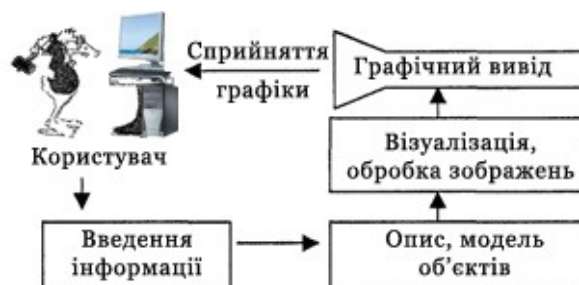 Сприйняття
графіки
Графічний вивід
Візуалізація,
обробка зображень
Користувач
Введення
інформації
Опис, модель
об’єктів